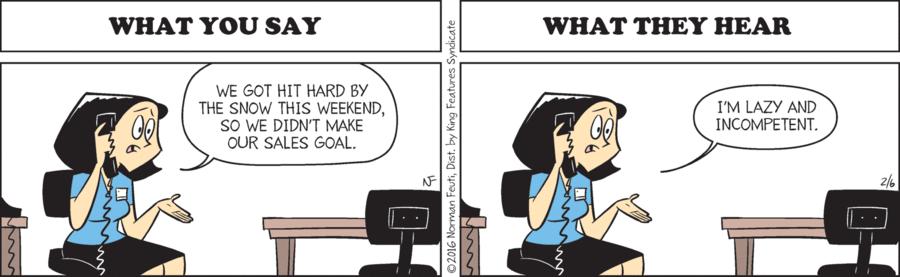 WHAT YOU SAY
WE GOT HIT HARD BY
THE SNOW THIS WEEKEND,
SO WE DIDN'T MAKE
OUR SALES GOAL.
NF
©2016 Norman Feuti, Dist. by King Features Syndicate
WHAT THEY HEAR
I'M LAZY AND
INCOMPETENT.
2/6